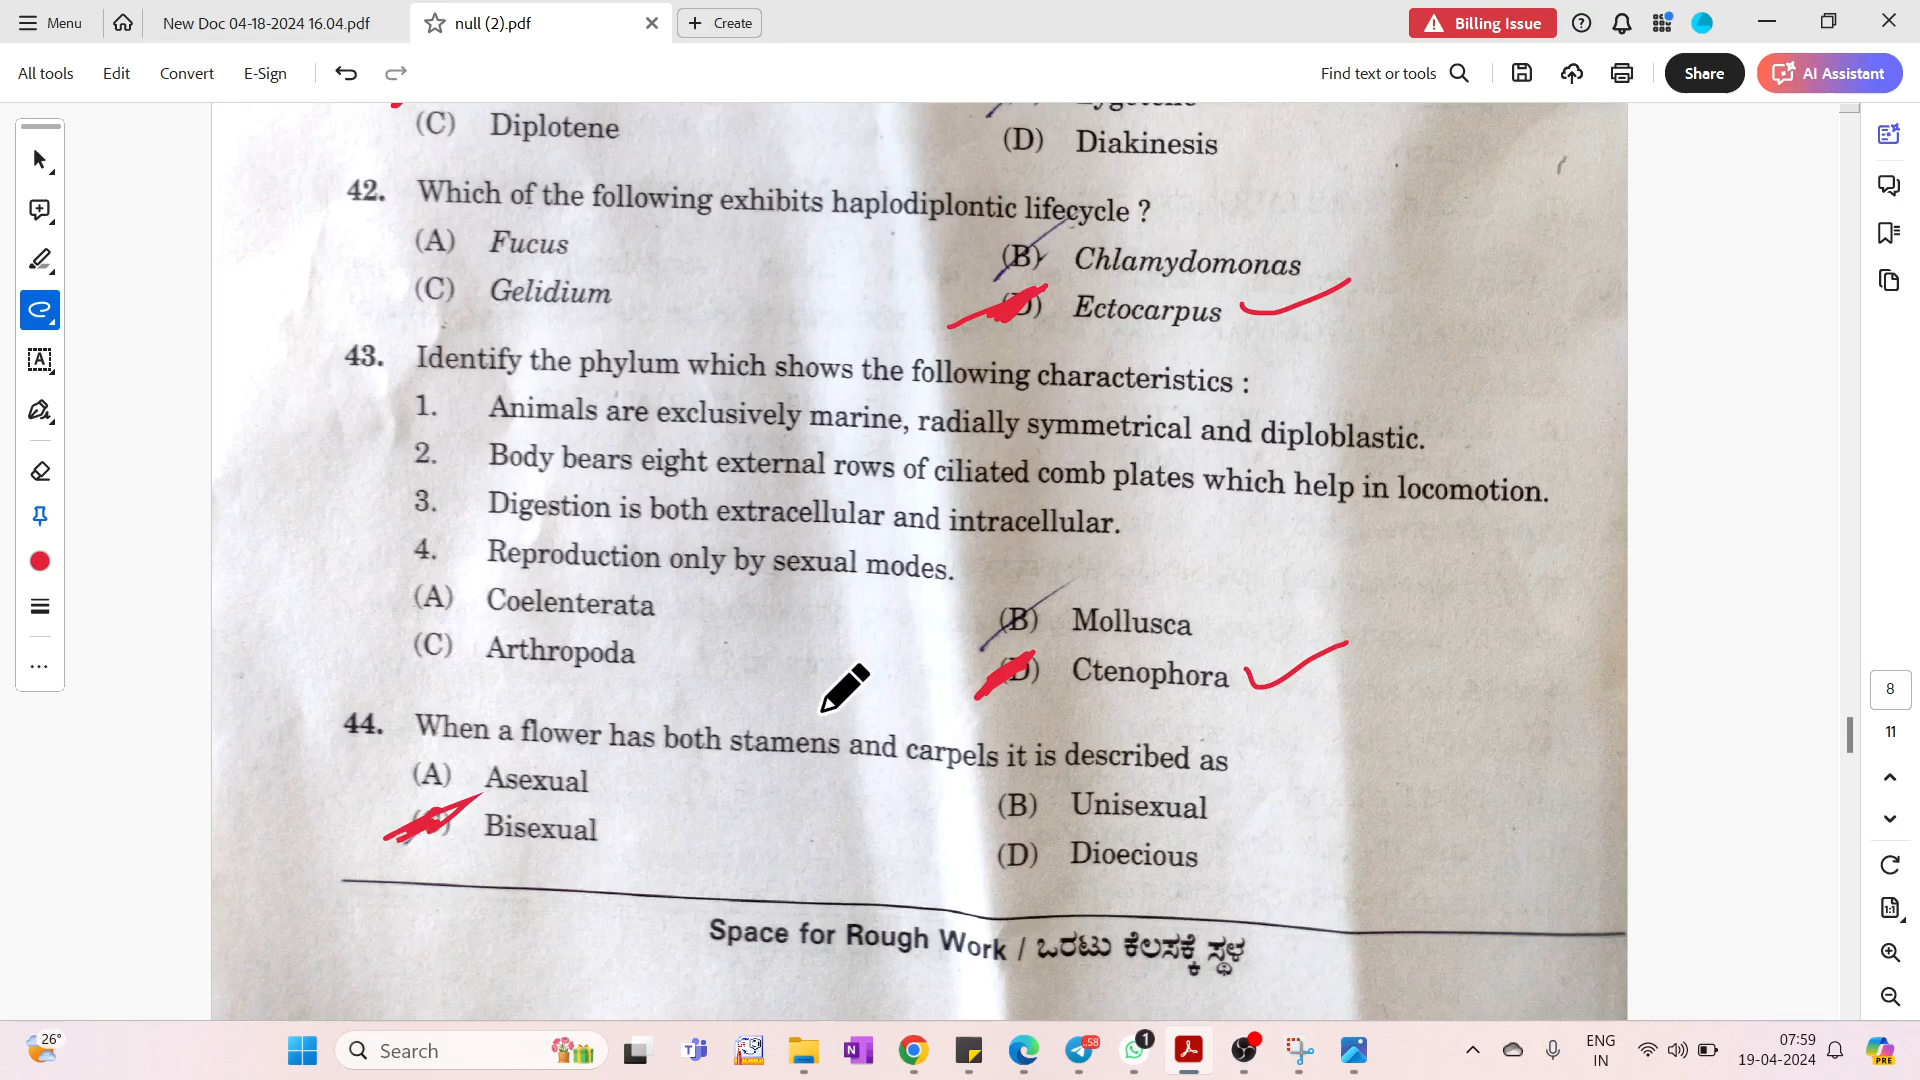 Menu
New Doc 04-18-2024 16.04.pdf
null (2).pdf
Create
Billing Issue
All tools
Edit
Convert
E-Sign
Find text or tools
Share
AI Assistant
(C) Diplotene
(D) Diakinesis
42. Which of the following exhibits haplodiplontic lifecycle ?
(A) Fucus
(B) Chlamydomonas
(C) Gelidium
(D) Ectocarpus
43. Identify the phylum which shows the following characteristics :
1. Animals are exclusively marine, radially symmetrical and diploblastic.
2. Body bears eight external rows of ciliated comb plates which help in locomotion.
3. Digestion is both extracellular and intracellular.
4. Reproduction only by sexual modes.
(A) Coelenterata
(B) Mollusca
(C) Arthropoda
(D) Ctenophora
44. When a flower has both stamens and carpels it is described as
(A) Asexual
(B) Unisexual
Bisexual
(D) Dioecious
Space for Rough Work / ಒರಟು ಕೆಲಸಕ್ಕೆ ಸ್ಥಳ
8
11
1:1
26°
Search
58
1
ENG
IN
07:59
19-04-2024
PRE